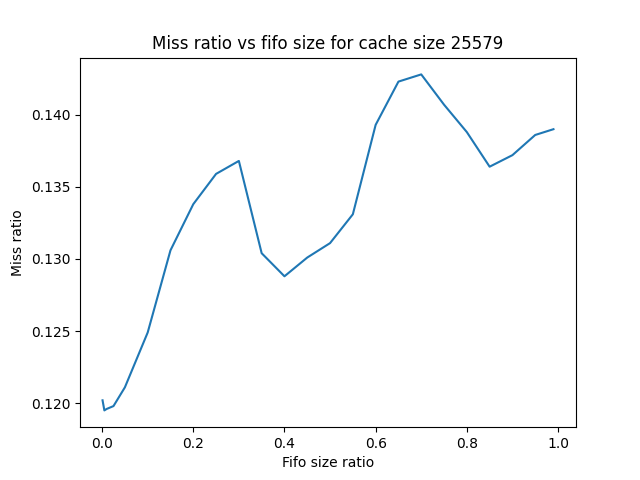 Miss ratio vs fifo size for cache size 25579
0.140
0.135
0.130
0.125
0.120
Miss ratio
0.0 0.2 0.4 0.6 0.8 1.0
Fifo size ratio